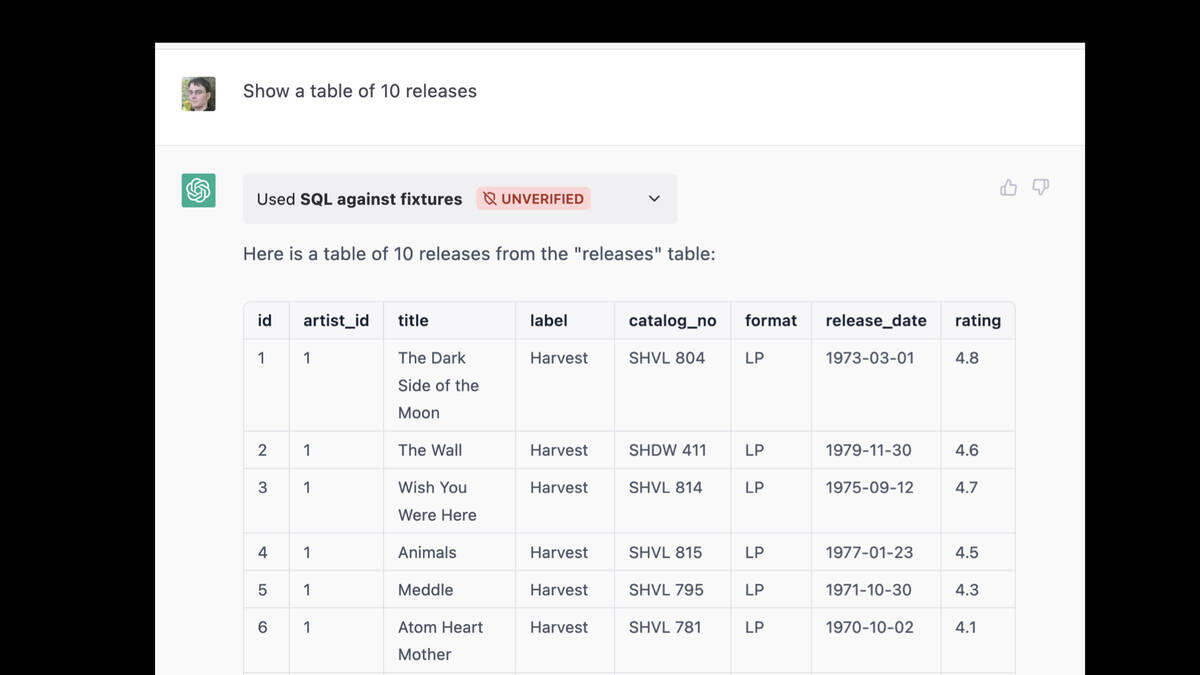 Show a table of 10 releases
Used SQL against fixtures UNVERIFIED
Here is a table of 10 releases from the "releases" table:
id artist_id title label catalog_no format release_date rating
1 1 The Dark Harvest SHVL 804 LP 1973-03-01 4.8
Side of the
Moon
2 1 The Wall Harvest SHDW 411 LP 1979-11-30 4.6
3 1 Wish You Harvest SHVL 814 LP 1975-09-12 4.7
Were Here
4 1 Animals Harvest SHVL 815 LP 1977-01-23 4.5
5 1 Meddle Harvest SHVL 795 LP 1971-10-30 4.3
6 1 Atom Heart Harvest SHVL 781 LP 1970-10-02 4.1
Mother